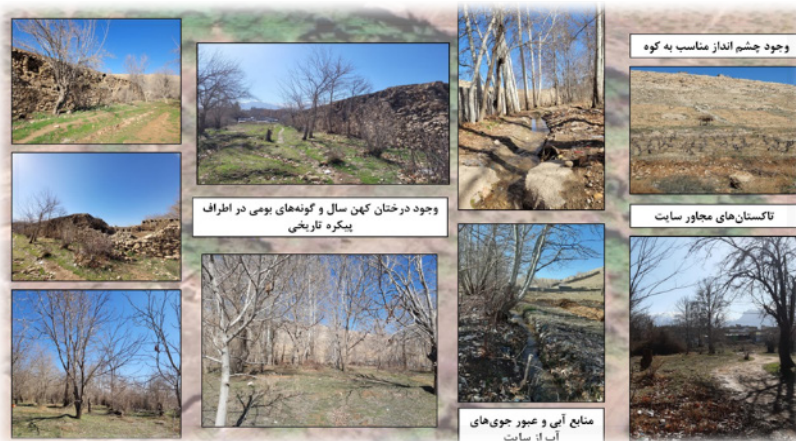 وجود چشم انداز مناسب به کوه
وجود درختان کهن سال و گونه‌های بومی در اطراف
پیکره تاریخی
تاکستان‌های مجاور سایت
منابع آبی و عبور جوی‌های
آب از سایت